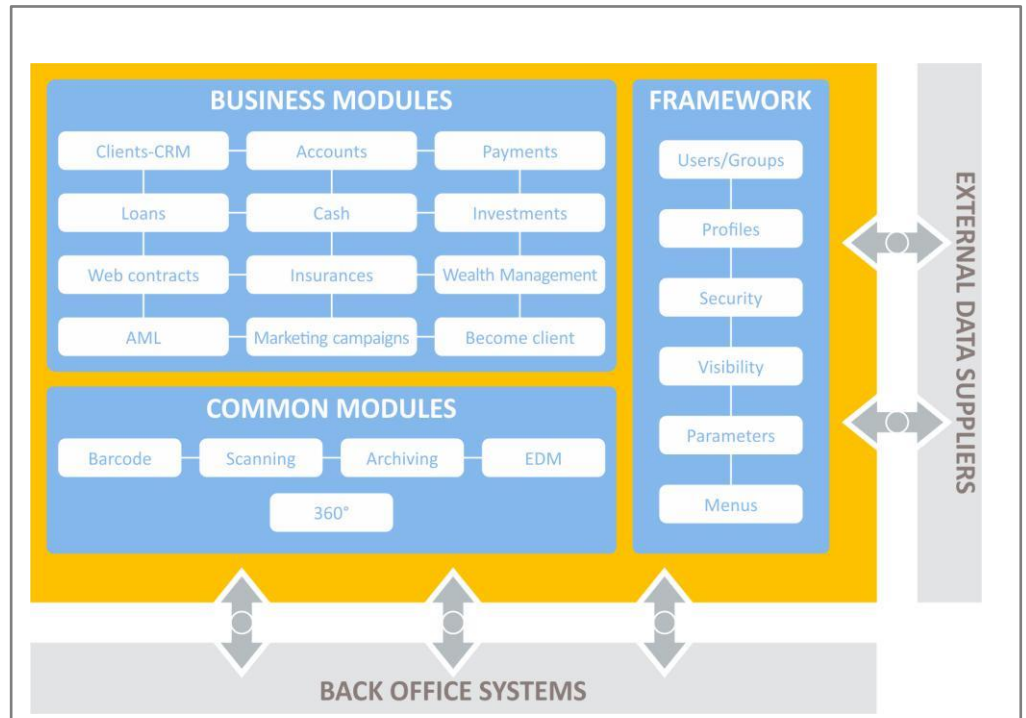 BUSINESS MODULES
Clients-CRM
Accounts
Payments
Loans
Cash
Investments
Web contracts
Insurances
Wealth Management
AML
Marketing campaigns
Become client
COMMON MODULES
Barcode
Scanning
Archiving
EDM
360°
FRAMEWORK
Users/Groups
Profiles
Security
Visibility
Parameters
Menus
EXTERNAL DATA SUPPLIERS
BACK OFFICE SYSTEMS